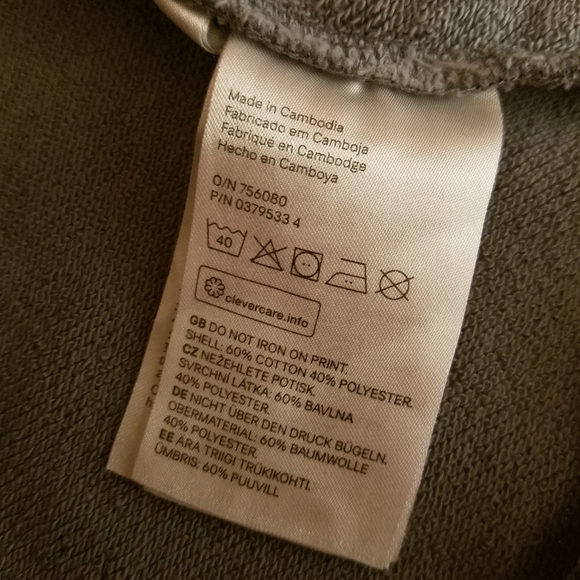 Made in Cambodia
Fabricado em Camboja
Fabriqué en Cambodge
Hecho en Camboya
O/N 756080
P/N 0379533 4
40
clevercare.info
GB DO NOT IRON ON PRINT.
SHELL: 60% COTTON 40% POLYESTER.
CZ NEŽEHLETE POTISK.
SVRCHNÍ LÁTKA: 60% BAVLNA
40% POLYESTER.
DE NICHT ÜBER DEN DRUCK BÜGELN.
OBERMATERIAL: 60% BAUMWOLLE
40% POLYESTER.
EE ÄRA TRIIGI TRÜKIKOHTI.
ÜMBRIS: 60% PUUVILL